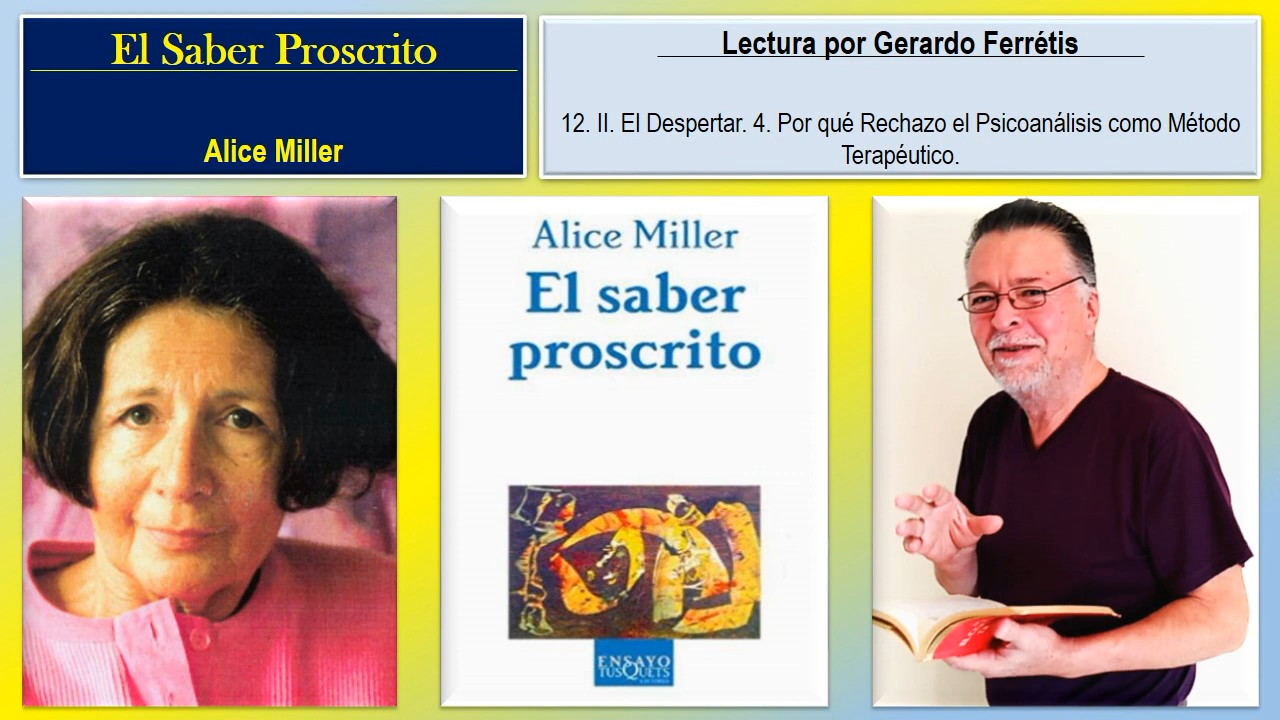 El Saber Proscrito
Alice Miller
Lectura por Gerardo Ferrétis
12. II. El Despertar. 4. Por qué Rechazo el Psicoanálisis como Método
Terapéutico.
Alice Miller
El saber
proscrito
ENSAYO
TUSQUETS